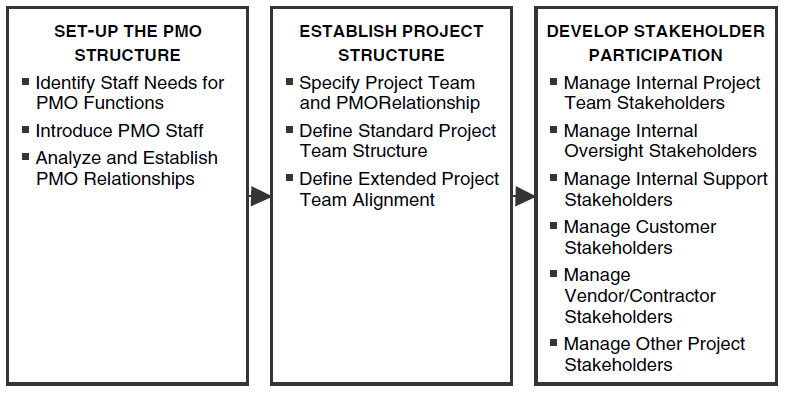 SET-UP THE PMO
STRUCTURE
▪ Identify Staff Needs for
PMO Functions
▪ Introduce PMO Staff
▪ Analyze and Establish
PMO Relationships
ESTABLISH PROJECT
STRUCTURE
▪ Specify Project Team
and PMORelationship
▪ Define Standard Project
Team Structure
▪ Define Extended Project
Team Alignment
DEVELOP STAKEHOLDER
PARTICIPATION
▪ Manage Internal Project
Team Stakeholders
▪ Manage Internal
Oversight Stakeholders
▪ Manage Internal Support
Stakeholders
▪ Manage Customer
Stakeholders
▪ Manage
Vendor/Contractor
Stakeholders
▪ Manage Other Project
Stakeholders